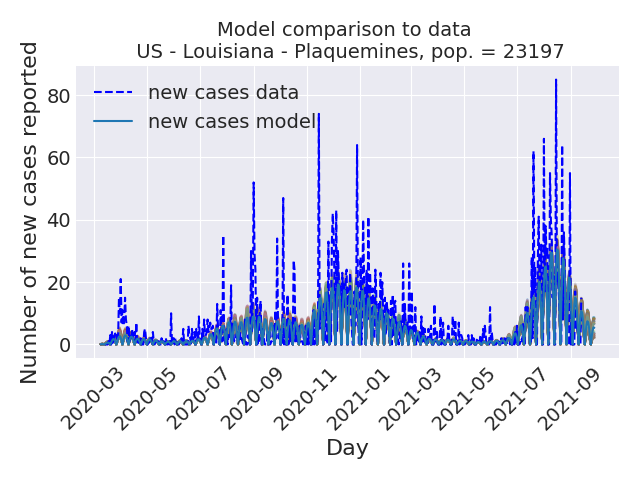 Model comparison to data
US - Louisiana - Plaquemines, pop. = 23197
Number of new cases reported
80
60
40
20
0
new cases data
new cases model
2020-03
2020-05
2020-07
2020-09
2020-11
2021-01
2021-03
2021-05
2021-07
2021-09
Day